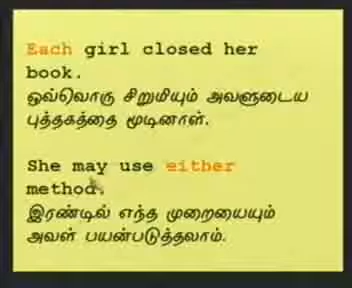 Each girl closed her
book.
ஒவ்வொரு சிறுமியும் அவளுடைய
புத்தகத்தை மூடினாள்.
She may use either
method.
இரண்டில் எந்த முறையையும்
அவள் பயன்படுத்தலாம்.